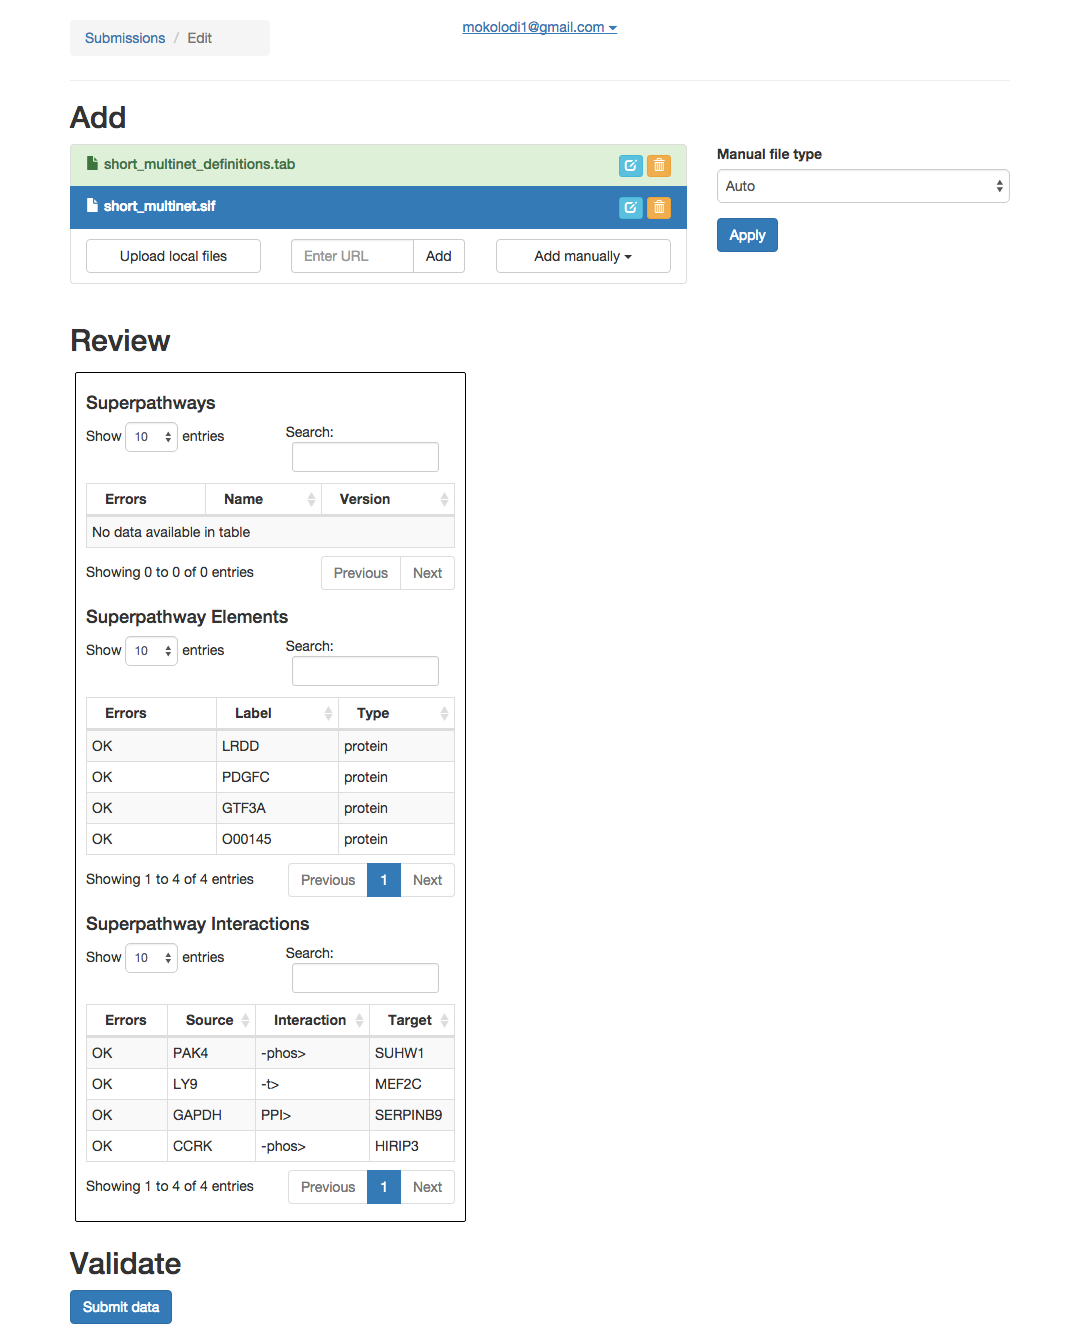 Submissions / Edit
mokolodi1@gmail.com
Add
short_multinet_definitions.tab
short_multinet.sif
Upload local files
Enter URL
Add
Add manually
Manual file type
Auto
Apply
Review
Superpathways
Show 10 entries
Search:
Errors Name Version
No data available in table
Showing 0 to 0 of 0 entries
Previous Next
Superpathway Elements
Show 10 entries
Search:
Errors Label Type
OK LRDD protein
OK PDGFC protein
OK GTF3A protein
OK O00145 protein
Showing 1 to 4 of 4 entries
Previous 1 Next
Superpathway Interactions
Show 10 entries
Search:
Errors Source Interaction Target
OK PAK4 -phos> SUHW1
OK LY9 -t> MEF2C
OK GAPDH PPI> SERPINB9
OK CCRK -phos> HIRIP3
Showing 1 to 4 of 4 entries
Previous 1 Next
Validate
Submit data